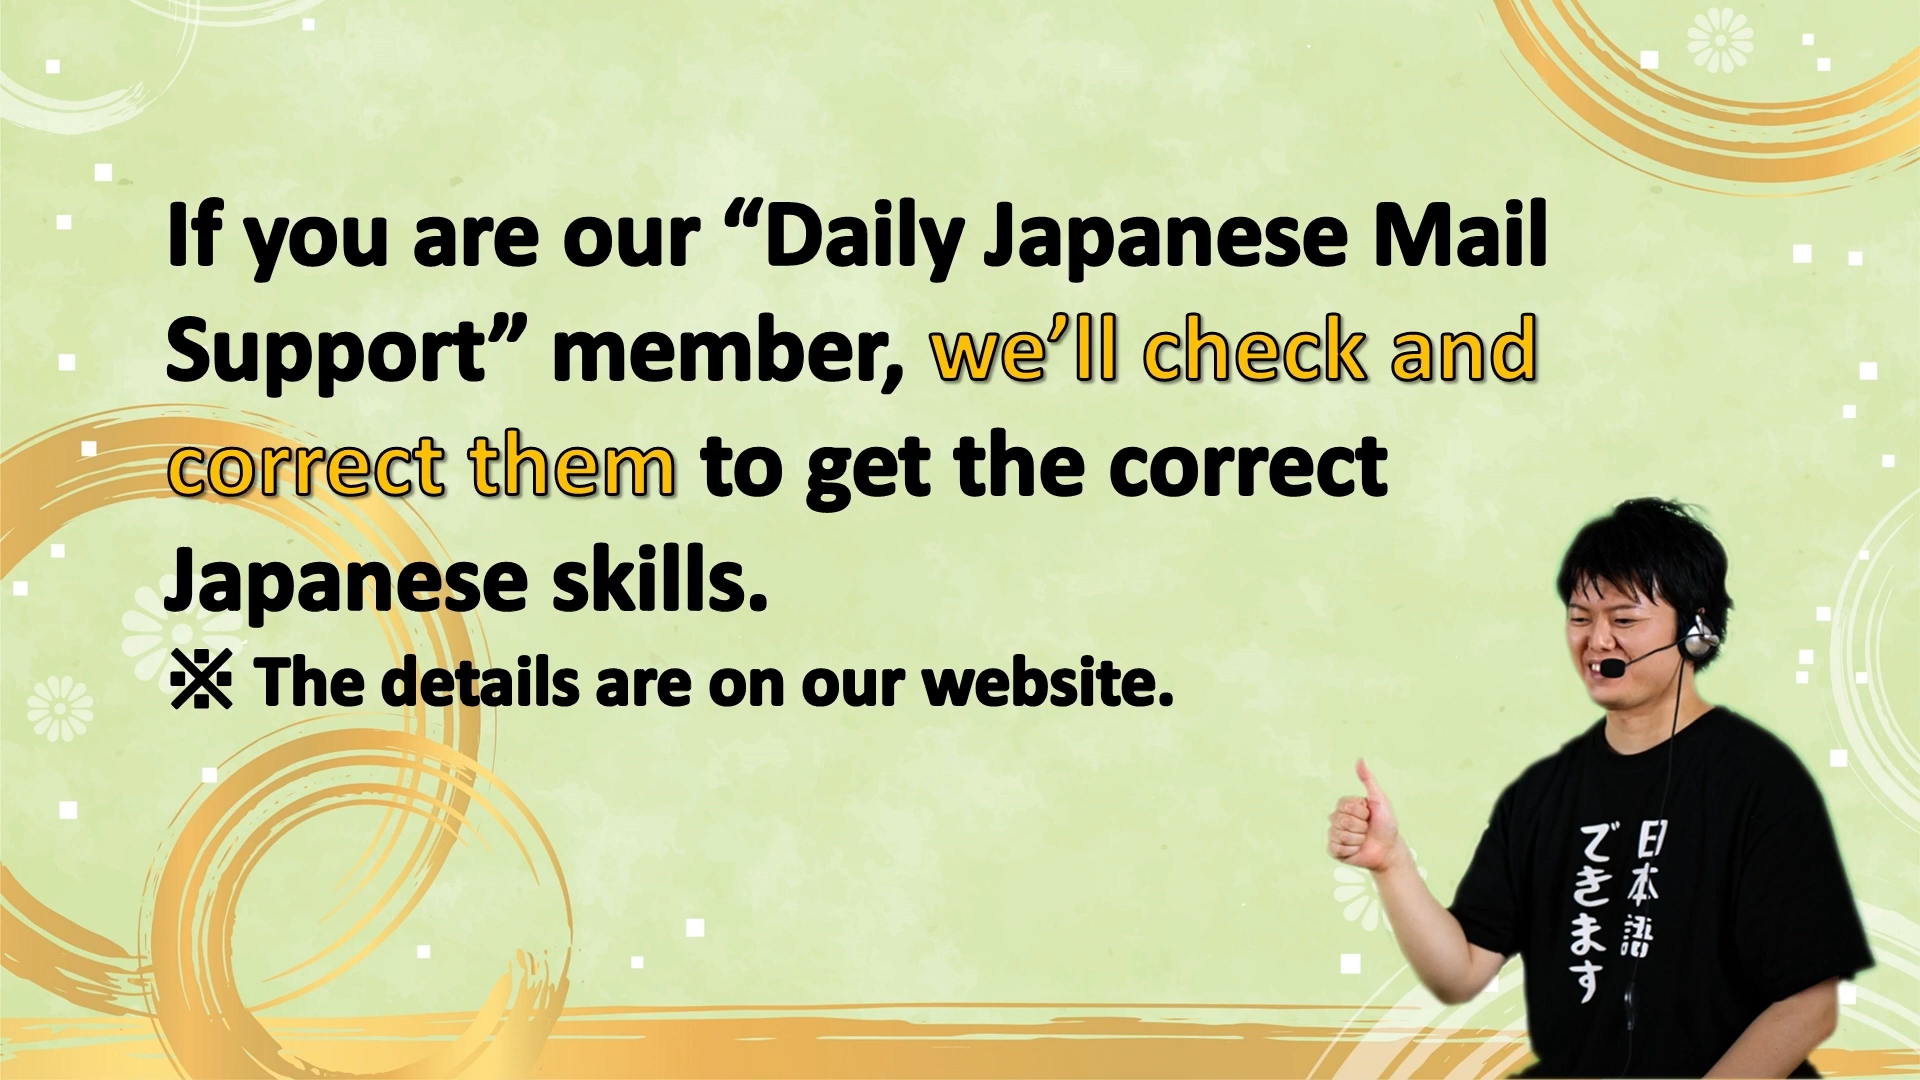 If you are our “Daily Japanese Mail
Support” member, we’ll check and
correct them to get the correct
Japanese skills.
※ The details are on our website.
日本語
できます